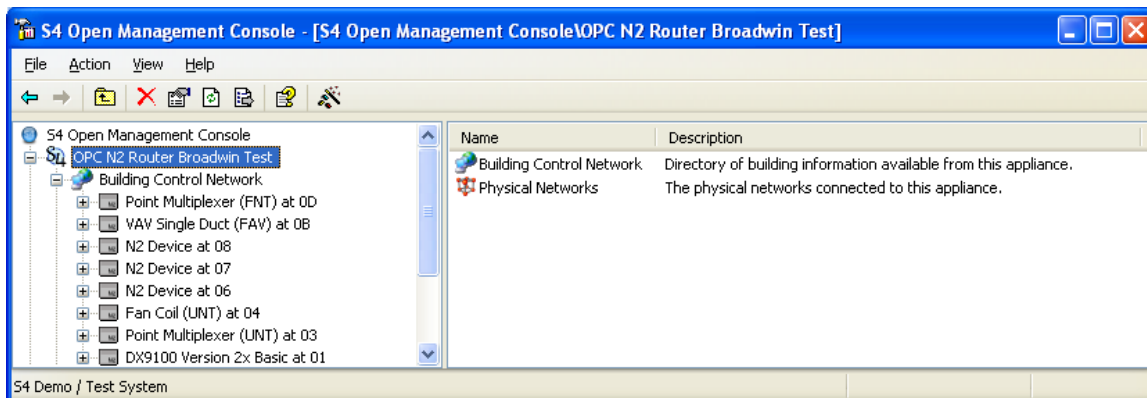 S4 Open Management Console - [S4 Open Management Console\OPC N2 Router Broadwin Test]
File Action View Help
S4 Open Management Console
OPC N2 Router Broadwin Test
Building Control Network
Point Multiplexer (FNT) at 0D
VAV Single Duct (FAV) at 0B
N2 Device at 08
N2 Device at 07
N2 Device at 06
Fan Coil (UNT) at 04
Point Multiplexer (UNT) at 03
DX9100 Version 2x Basic at 01
Name Description
Building Control Network Directory of building information available from this appliance.
Physical Networks The physical networks connected to this appliance.
S4 Demo / Test System